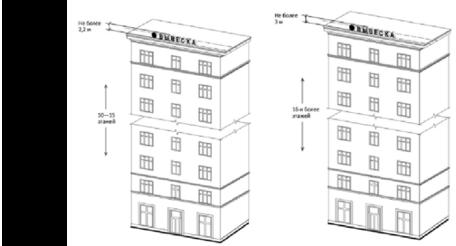 Не более
2,2 м
ВЫВЕСКА
10—15
этажей
Не более
3 м
ВЫВЕСКА
16 и более
этажей